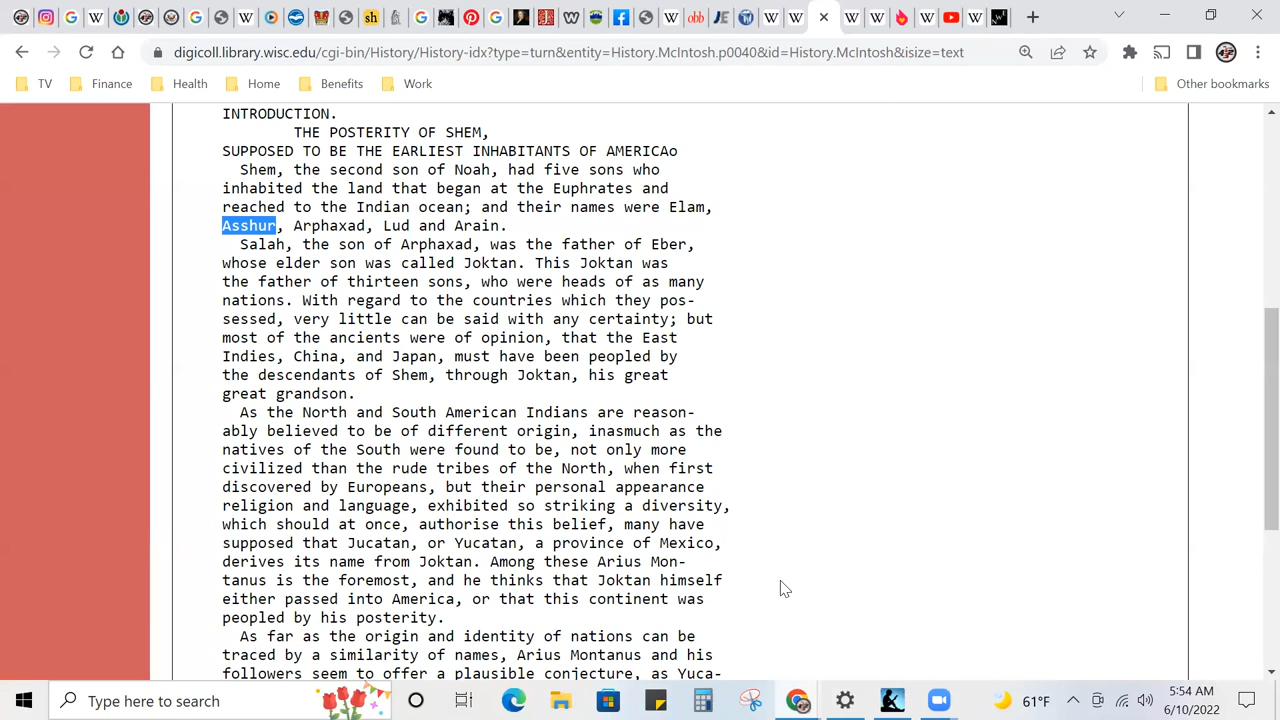 digicoll.library.wisc.edu/cgi-bin/History/History-idx?type=turn&entity=History.McIntosh.p0040&id=History.McIntosh&isize=text
TV Finance Health Home Benefits Work Other bookmarks
INTRODUCTION.
THE POSTERITY OF SHEM,
SUPPOSED TO BE THE EARLIEST INHABITANTS OF AMERICAo
Shem, the second son of Noah, had five sons who
inhabited the land that began at the Euphrates and
reached to the Indian ocean; and their names were Elam,
Asshur, Arphaxad, Lud and Arain.
Salah, the son of Arphaxad, was the father of Eber,
whose elder son was called Joktan. This Joktan was
the father of thirteen sons, who were heads of as many
nations. With regard to the countries which they pos-
sessed, very little can be said with any certainty; but
most of the ancients were of opinion, that the East
Indies, China, and Japan, must have been peopled by
the descendants of Shem, through Joktan, his great
great grandson.
As the North and South American Indians are reason-
ably believed to be of different origin, inasmuch as the
natives of the South were found to be, not only more
civilized than the rude tribes of the North, when first
discovered by Europeans, but their personal appearance
religion and language, exhibited so striking a diversity,
which should at once, authorise this belief, many have
supposed that Jucatan, or Yucatan, a province of Mexico,
derives its name from Joktan. Among these Arius Mon-
tanus is the foremost, and he thinks that Joktan himself
either passed into America, or that this continent was
peopled by his posterity.
As far as the origin and identity of nations can be
traced by a similarity of names, Arius Montanus and his
followers seem to offer a plausible conjecture, as Yuca-
Type here to search
61°F
5:54 AM
6/10/2022